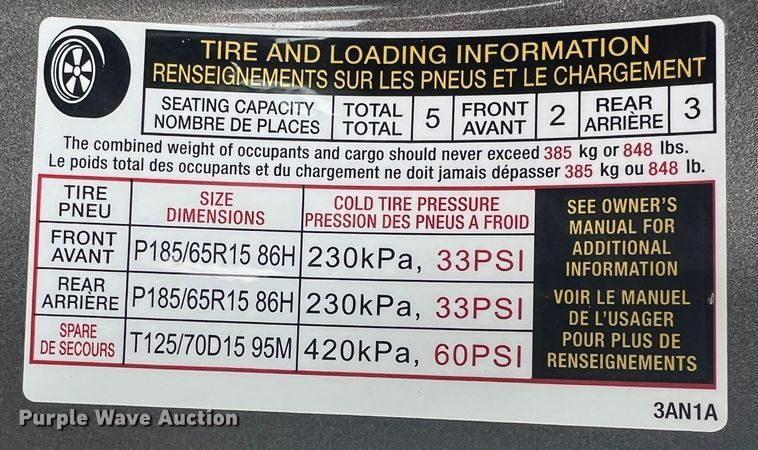 TIRE AND LOADING INFORMATION
RENSEIGNEMENTS SUR LES PNEUS ET LE CHARGEMENT
SEATING CAPACITY
NOMBRE DE PLACES
TOTAL
TOTAL
5
FRONT
AVANT
2
REAR
ARRIÈRE
3
The combined weight of occupants and cargo should never exceed 385 kg or 848 lbs.
Le poids total des occupants et du chargement ne doit jamais dépasser 385 kg ou 848 lb.
TIRE
PNEU
SIZE
DIMENSIONS
COLD TIRE PRESSURE
PRESSION DES PNEUS A FROID
FRONT
AVANT
P185/65R15 86H
230kPa, 33PSI
REAR
ARRIÈRE
P185/65R15 86H
230kPa, 33PSI
SPARE
DE SECOURS
T125/70D15 95M
420kPa, 60PSI
SEE OWNER'S
MANUAL FOR
ADDITIONAL
INFORMATION
VOIR LE MANUEL
DE L'USAGER
POUR PLUS DE
RENSEIGNEMENTS
3AN1A
Purple Wave Auction